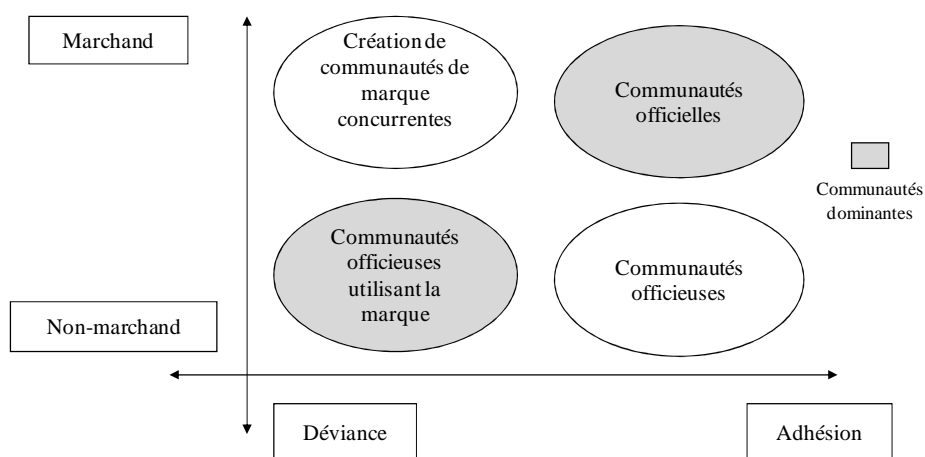 Marchand
Création de
communautés de
marque
concurrentes
Communautés
officielles
Communautés
dominantes
Communautés
officieuses
utilisant la
marque
Communautés
officieuses
Non-marchand
Déviance
Adhésion